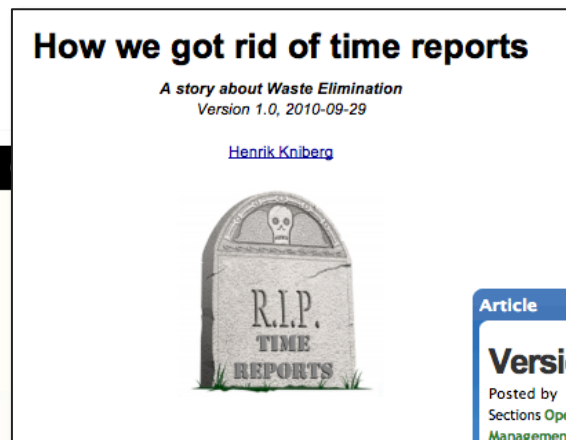 How we got rid of time reports
A story about Waste Elimination
Version 1.0, 2010-09-29
Henrik Kniberg
R.I.P.
TIME
REPORTS
Article
Posted by
Sections